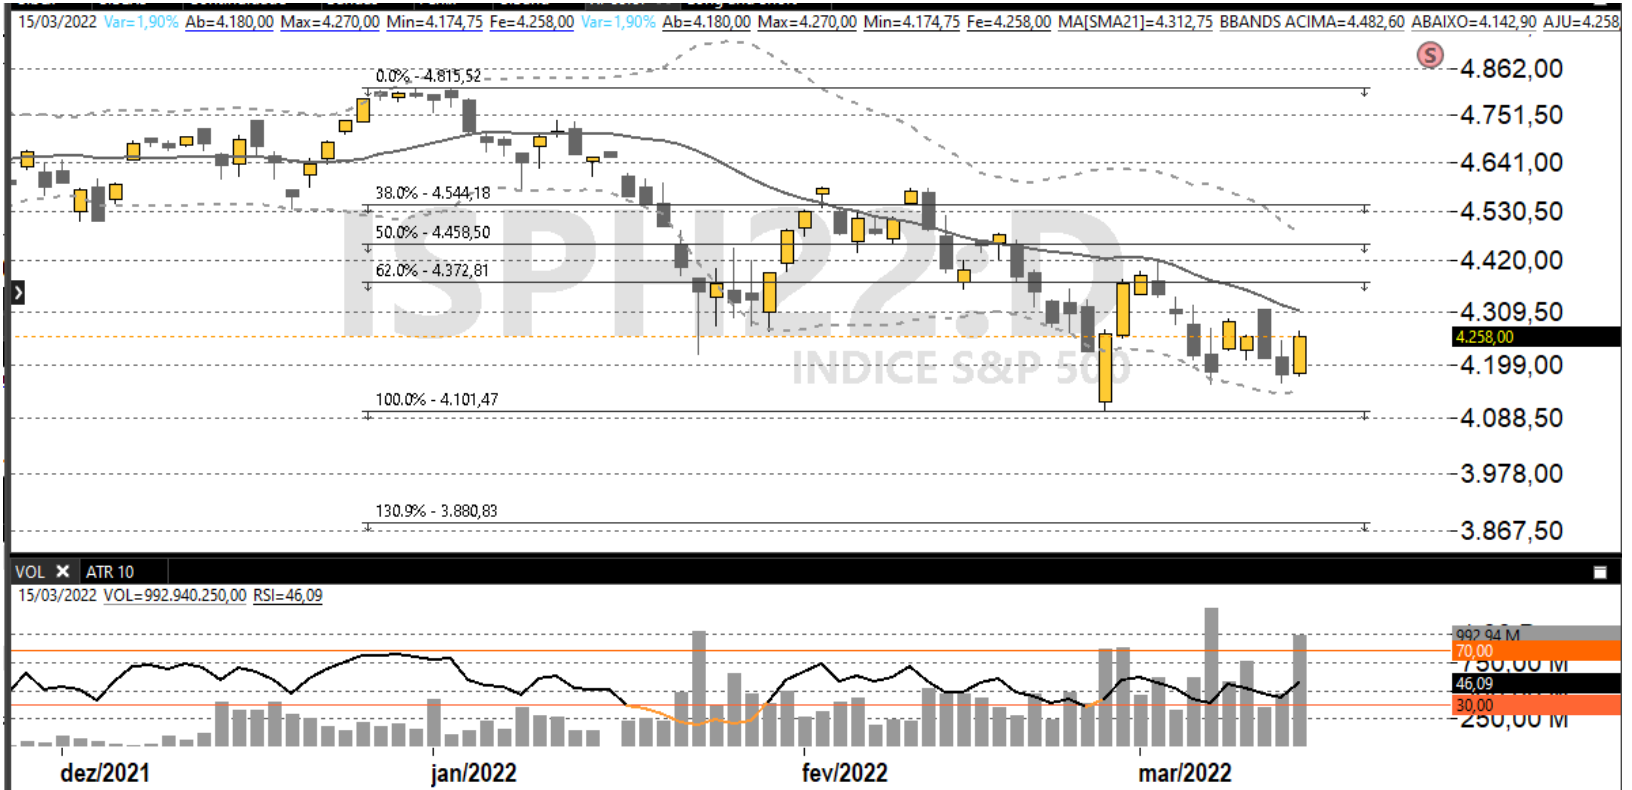 15/03/2022 Var=1,90% Ab=4.180,00 Max=4.270,00 Min=4.174,75 Fe=4.258,00 Var=1,90% Ab=4.180,00 Max=4.270,00 Min=4.174,75 Fe=4.258,00 MA[SMA21]=4.312,75 BBANDS ACIMA=4.482,60 ABAIXO=4.142,90 AJU=4.258,
S
4.862,00
0.0% - 4.815,52
4.751,50
4.641,00
38.0% - 4.544,18
4.530,50
50.0% - 4.458,50
4.420,00
62.0% - 4.372,81
ISPH22:D
4.309,50
4.258,00
INDICE S&P 500
4.199,00
100.0% - 4.101,47
4.088,50
3.978,00
130.9% - 3.880,83
3.867,50
VOL ATR 10
15/03/2022 VOL=992.940.250,00 RSI=46,09
992,94 M
70,00
750,00 M
46,09
30,00
250,00 M
dez/2021 jan/2022 fev/2022 mar/2022